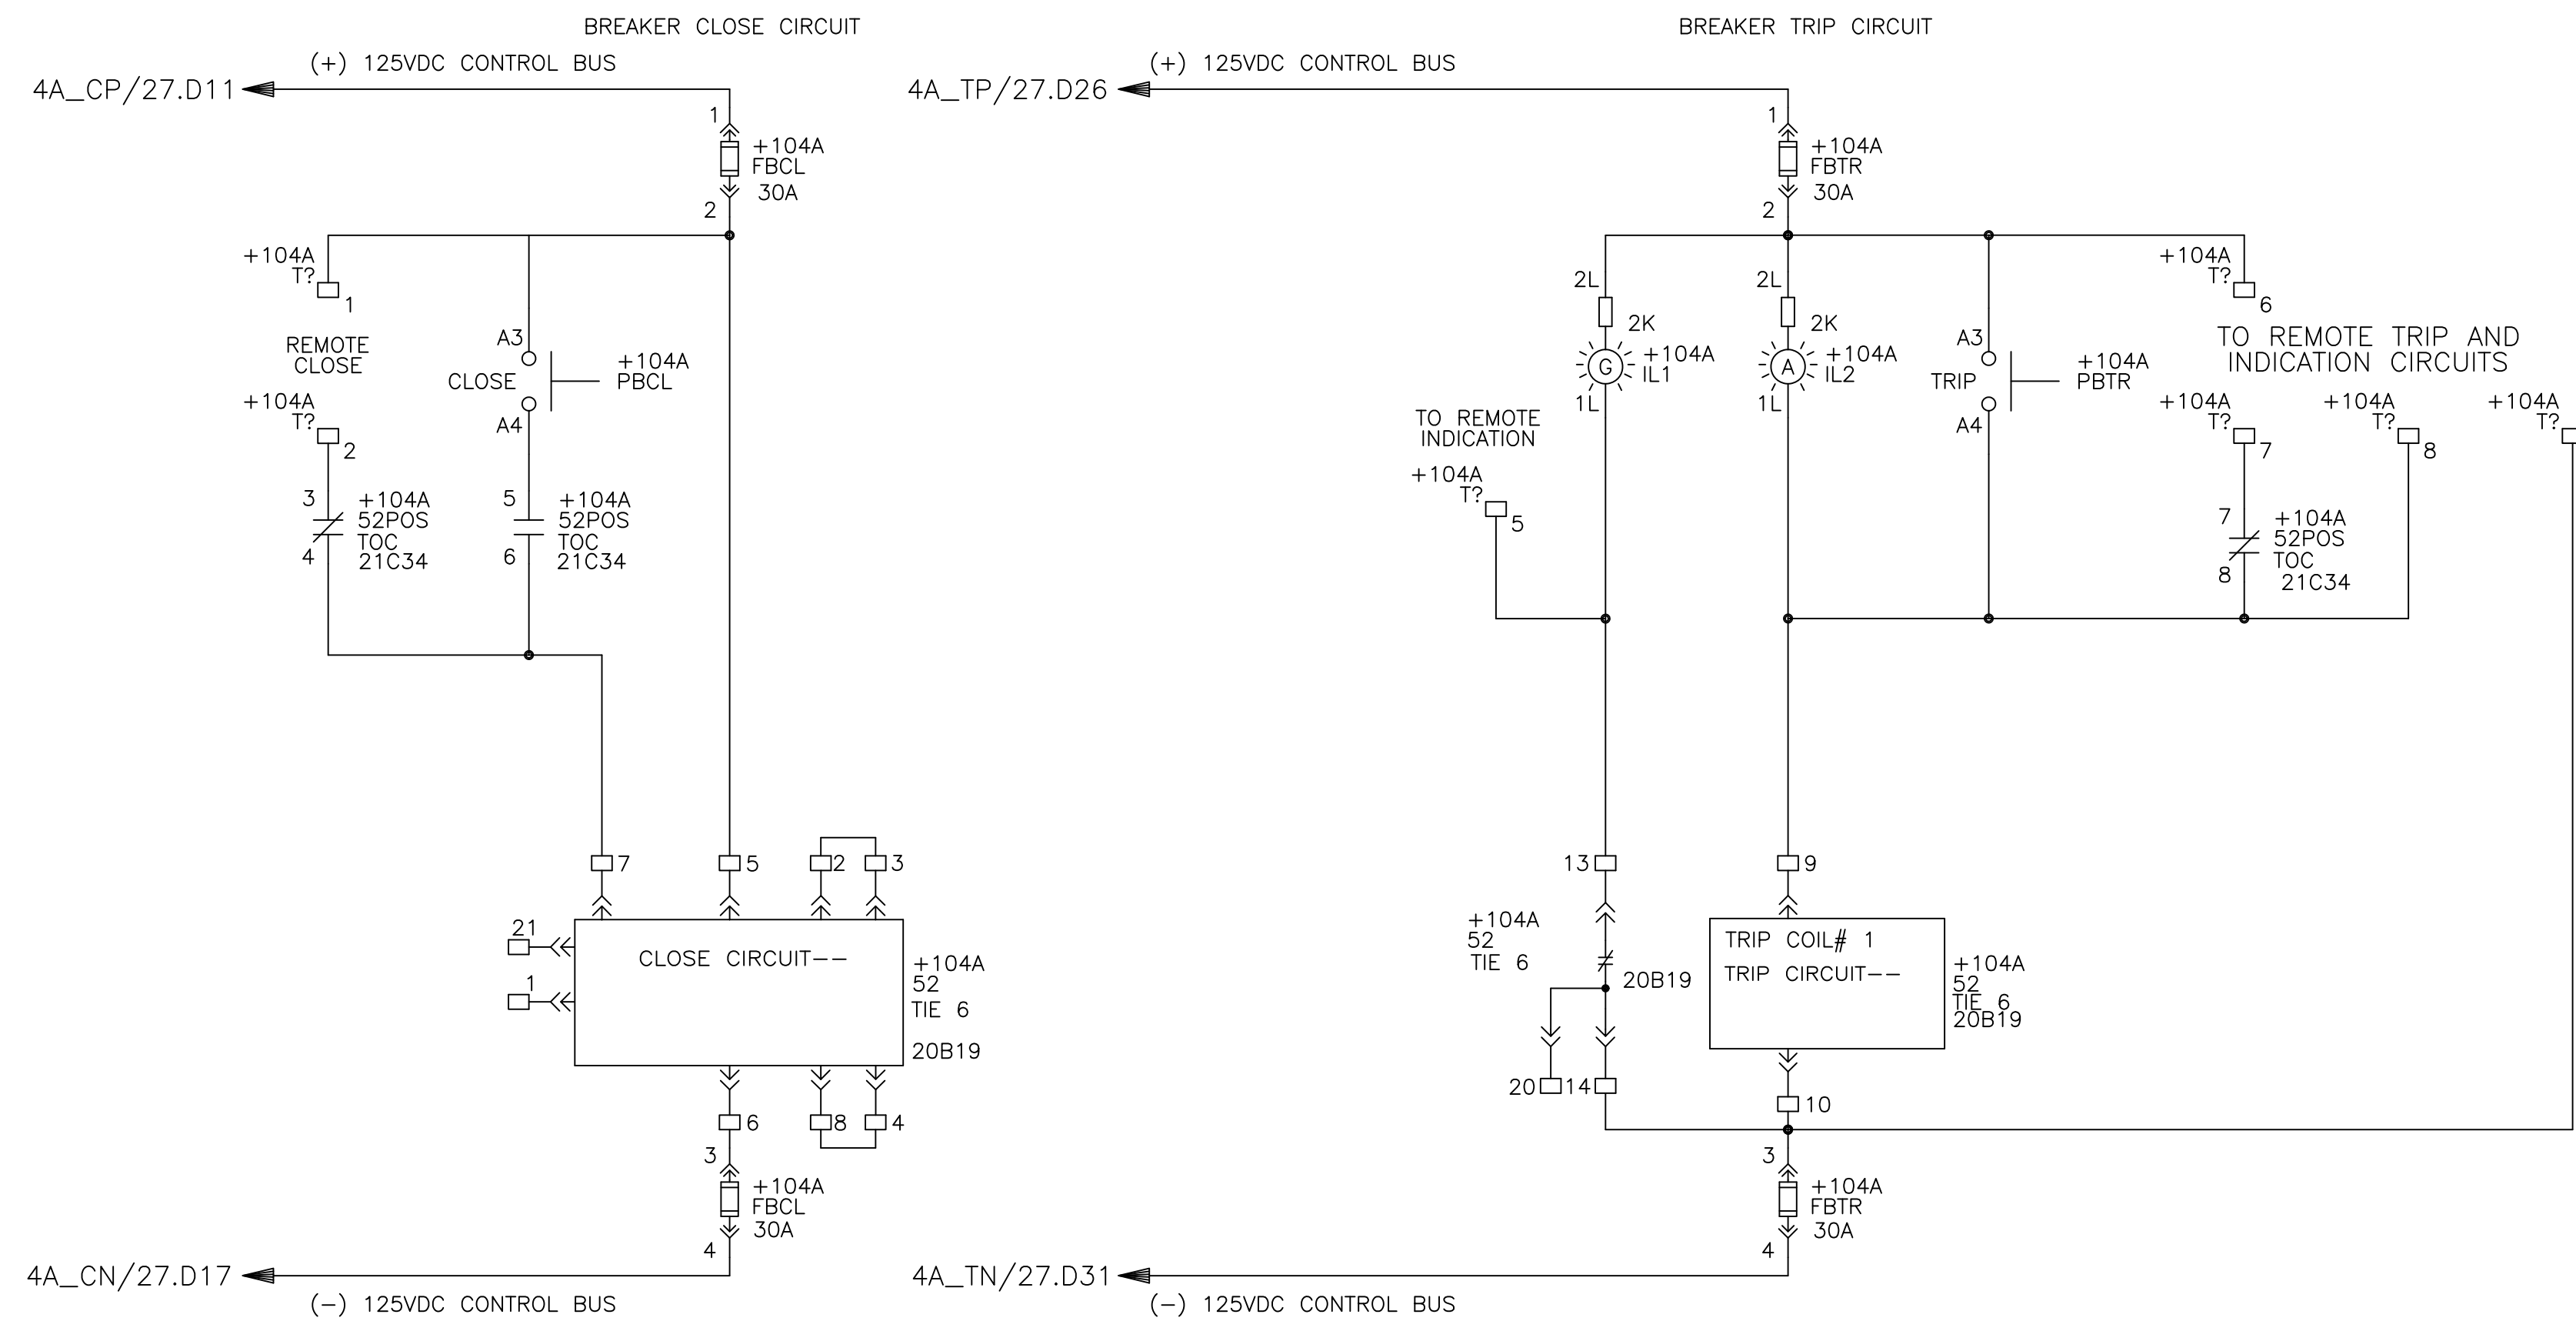 BREAKER CLOSE CIRCUIT
(+) 125VDC CONTROL BUS
4A_CP/27.D11
1
+104A
FBCL
30A
2
+104A
T?
1
REMOTE
CLOSE
A3
CLOSE
+104A
PBCL
A4
+104A
T?
2
3
+104A
52POS
TOC
21C34
4
5
+104A
52POS
TOC
21C34
6
7
5
2
3
21
1
CLOSE CIRCUIT--
+104A
52
TIE 6
20B19
6
8
4
3
+104A
FBCL
30A
4
4A_CN/27.D17
(-) 125VDC CONTROL BUS
BREAKER TRIP CIRCUIT
(+) 125VDC CONTROL BUS
4A_TP/27.D26
1
+104A
FBTR
30A
2
2L
2K
G
+104A
IL1
1L
2L
2K
A
+104A
IL2
1L
A3
TRIP
+104A
PBTR
A4
+104A
T?
6
TO REMOTE TRIP AND
INDICATION CIRCUITS
+104A
T?
7
+104A
T?
8
+104A
T?
7
+104A
52POS
TOC
21C34
8
TO REMOTE
INDICATION
+104A
T?
5
13
9
+104A
52
TIE 6
20B19
20
14
TRIP COIL# 1
TRIP CIRCUIT--
+104A
52
TIE 6
20B19
10
3
+104A
FBTR
30A
4
4A_TN/27.D31
(-) 125VDC CONTROL BUS